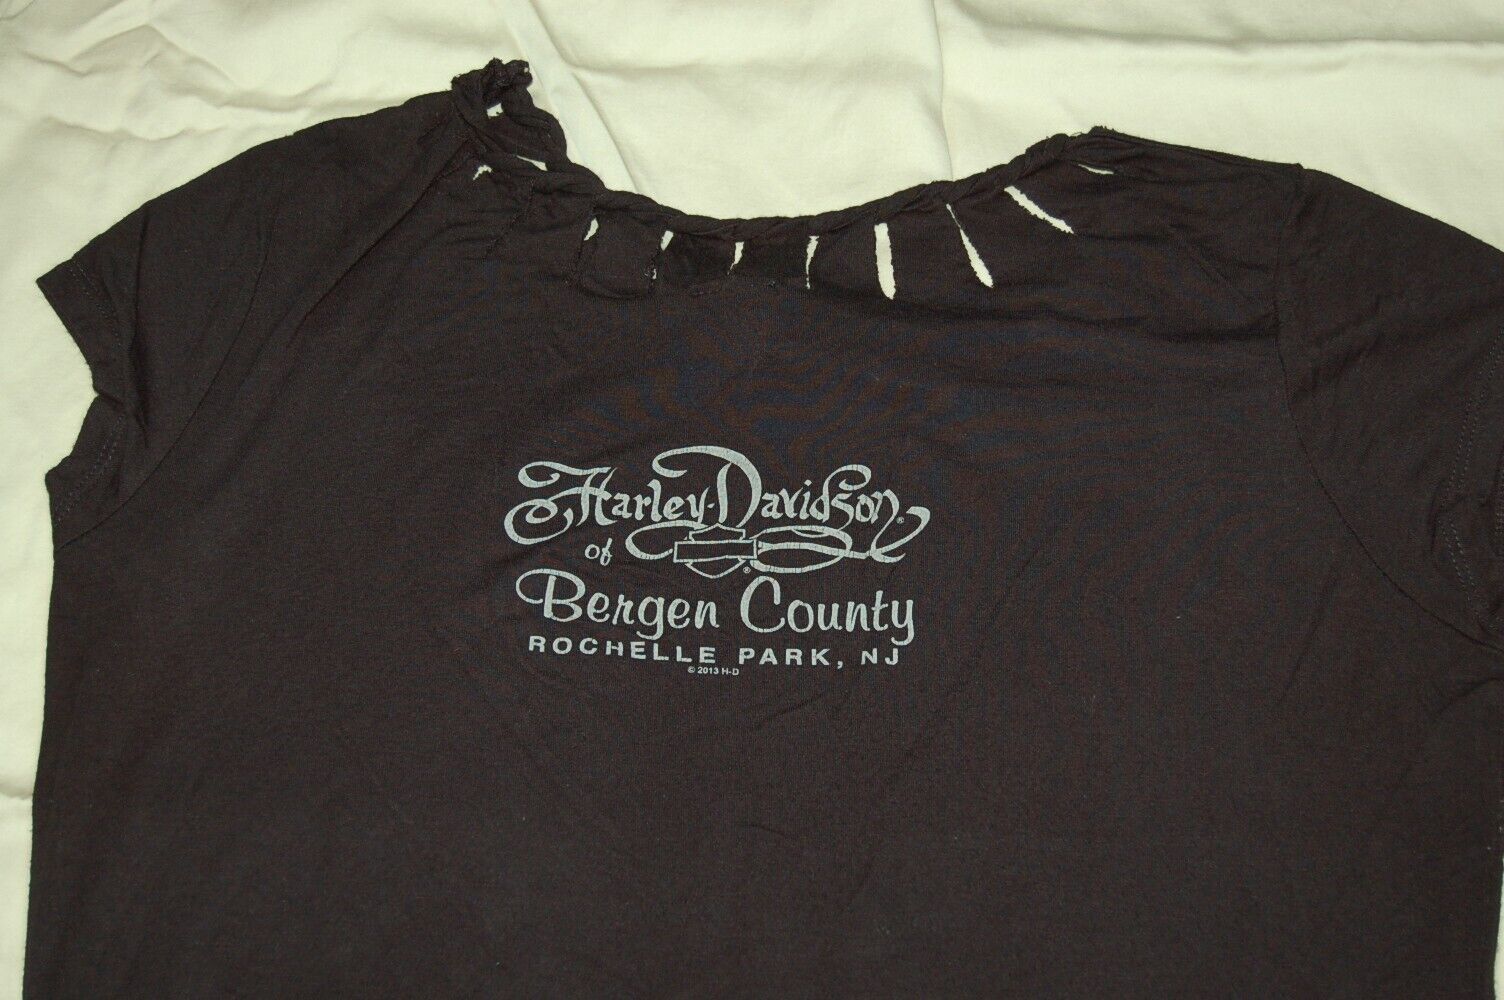 Harley-Davidson®
of ®
Bergen County
ROCHELLE PARK, NJ
© 2013 H-D